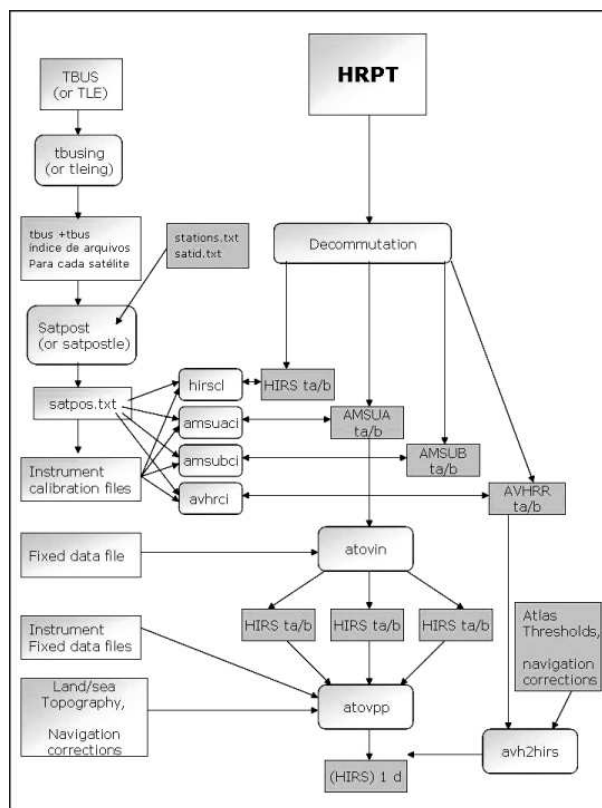 HRPT
TBUS
(or TLE)
tbusing
(or tleing)
tbus +tbus
índice de arquivos
Para cada satélite
stations.txt
satid.txt
Decommutation
Satpost
(or satpostle)
satpos.txt
hirscl
HIRS ta/b
amsuaci
AMSUA
ta/b
amsubci
AMSUB
ta/b
Instrument
calibration files
avhrci
AVHRR
ta/b
Fixed data file
atovin
HIRS ta/b
HIRS ta/b
HIRS ta/b
Atlas
Thresholds,
navigation
corrections
Instrument
Fixed data files
Land/sea
Topography,
Navigation
corrections
atovpp
avh2hirs
(HIRS) 1 d